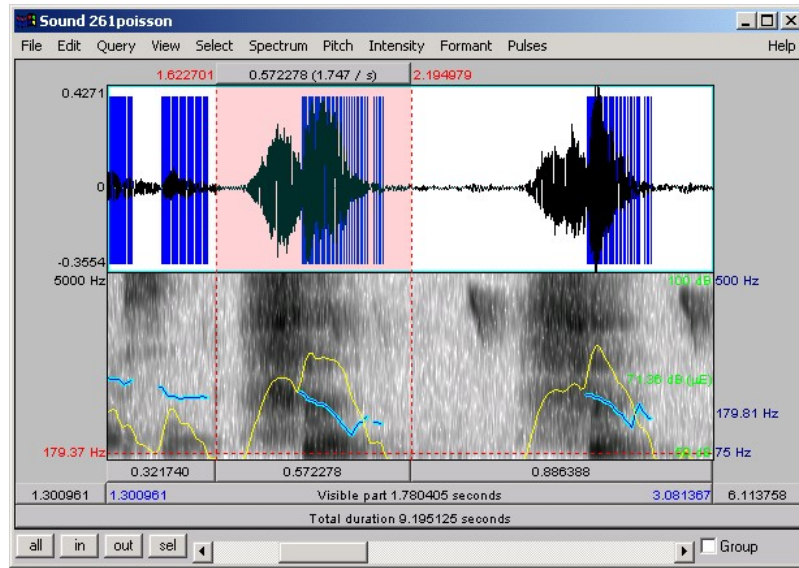 Sound 261poisson
File Edit Query View Select Spectrum Pitch Intensity Formant Pulses Help
1.622701 0.572278 (1.747 / s) 2.194979
0.4271
0
-0.3554
5000 Hz 100 dB 500 Hz
71.36 dB (µE)
179.81 Hz
179.37 Hz 50 dB 75 Hz
0.321740 0.572278 0.886388
1.300961 1.300961 Visible part 1.780405 seconds 3.081367 6.113758
Total duration 9.195125 seconds
all in out sel Group